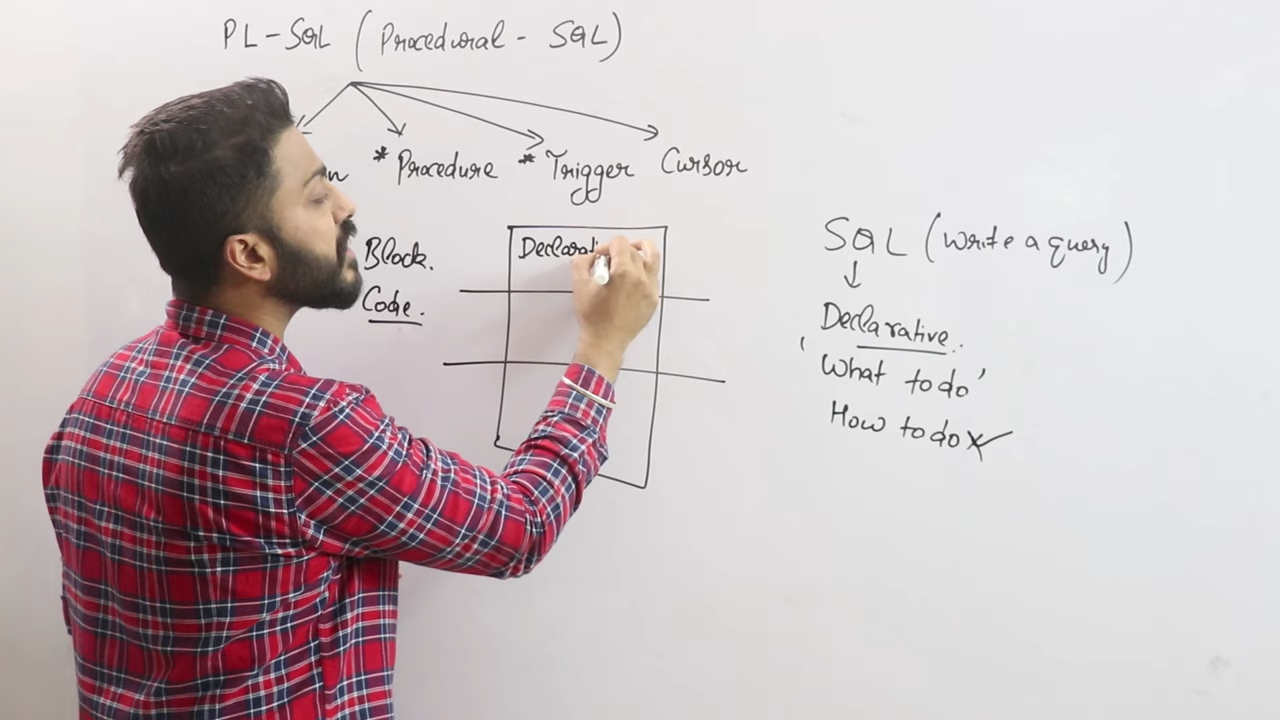 PL-SQL (Procedural - SQL)
* Procedure * Trigger Cursor
Block.
Code.
SQL (Write a query)
Declarative.
'What to do'
How to do